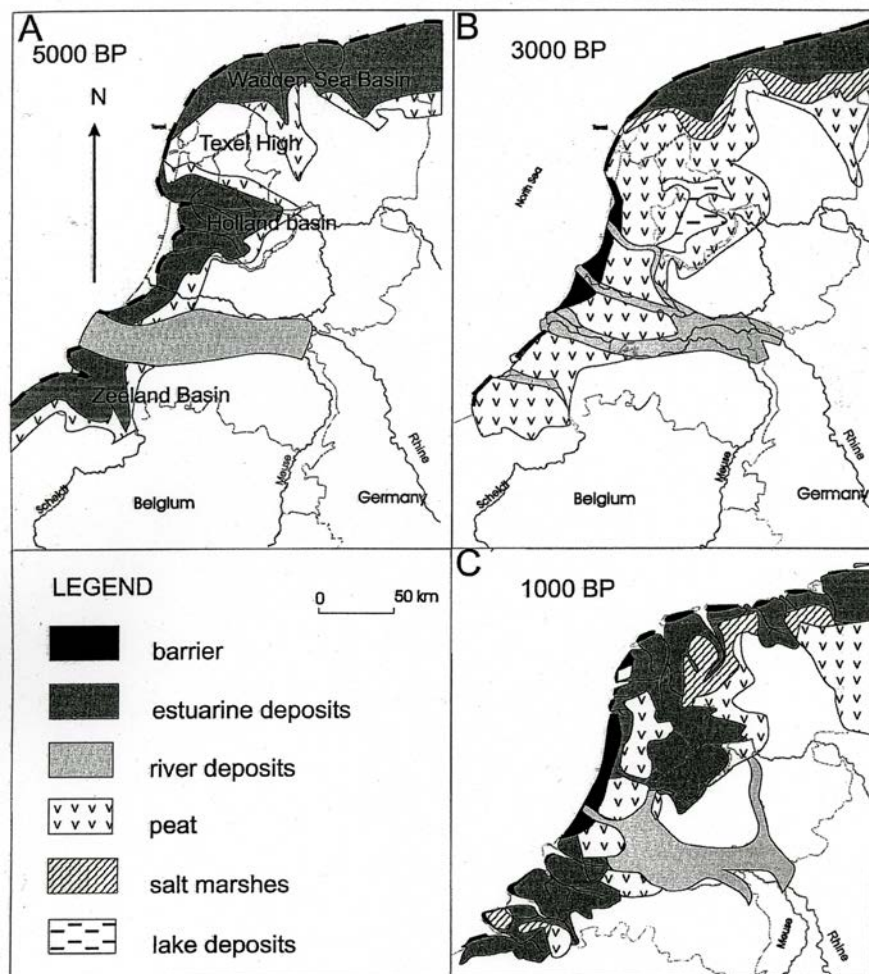 A
5000 BP
N
Wadden Sea Basin
Texel
Texel High
Holland basin
Zeeland Basin
Scheldt
Belgium
Meuse
Germany
Rhine
B
3000 BP
Texel
North Sea
Scheldt
Belgium
Meuse
Germany
Rhine
LEGEND
0 50 km
barrier
estuarine deposits
river deposits
peat
salt marshes
lake deposits
C
1000 BP
Meuse
Rhine